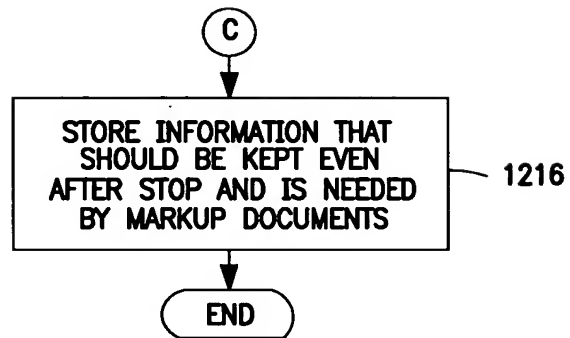 C
STORE INFORMATION THAT
SHOULD BE KEPT EVEN
AFTER STOP AND IS NEEDED
BY MARKUP DOCUMENTS
1216
END